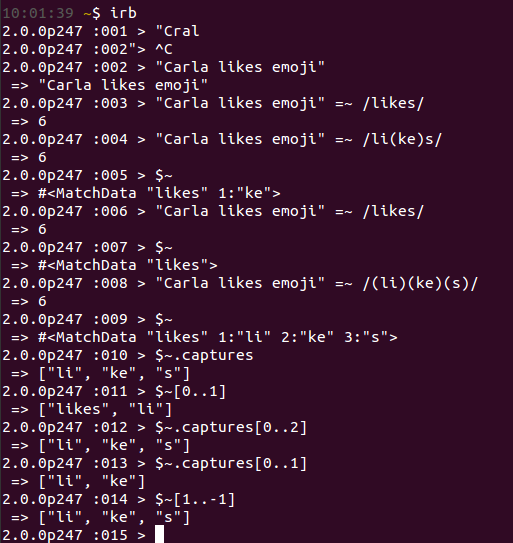 10:01:39 ~$ irb
2.0.0p247 :001 > "Cral
2.0.0p247 :002"> ^C
2.0.0p247 :002 > "Carla likes emoji"
 => "Carla likes emoji"
2.0.0p247 :003 > "Carla likes emoji" =~ /likes/
 => 6
2.0.0p247 :004 > "Carla likes emoji" =~ /li(ke)s/
 => 6
2.0.0p247 :005 > $~
 => #<MatchData "likes" 1:"ke">
2.0.0p247 :006 > "Carla likes emoji" =~ /likes/
 => 6
2.0.0p247 :007 > $~
 => #<MatchData "likes">
2.0.0p247 :008 > "Carla likes emoji" =~ /(li)(ke)(s)/
 => 6
2.0.0p247 :009 > $~
 => #<MatchData "likes" 1:"li" 2:"ke" 3:"s">
2.0.0p247 :010 > $~.captures
 => ["li", "ke", "s"]
2.0.0p247 :011 > $~[0..1]
 => ["likes", "li"]
2.0.0p247 :012 > $~.captures[0..2]
 => ["li", "ke", "s"]
2.0.0p247 :013 > $~.captures[0..1]
 => ["li", "ke"]
2.0.0p247 :014 > $~[1..-1]
 => ["li", "ke", "s"]
2.0.0p247 :015 >